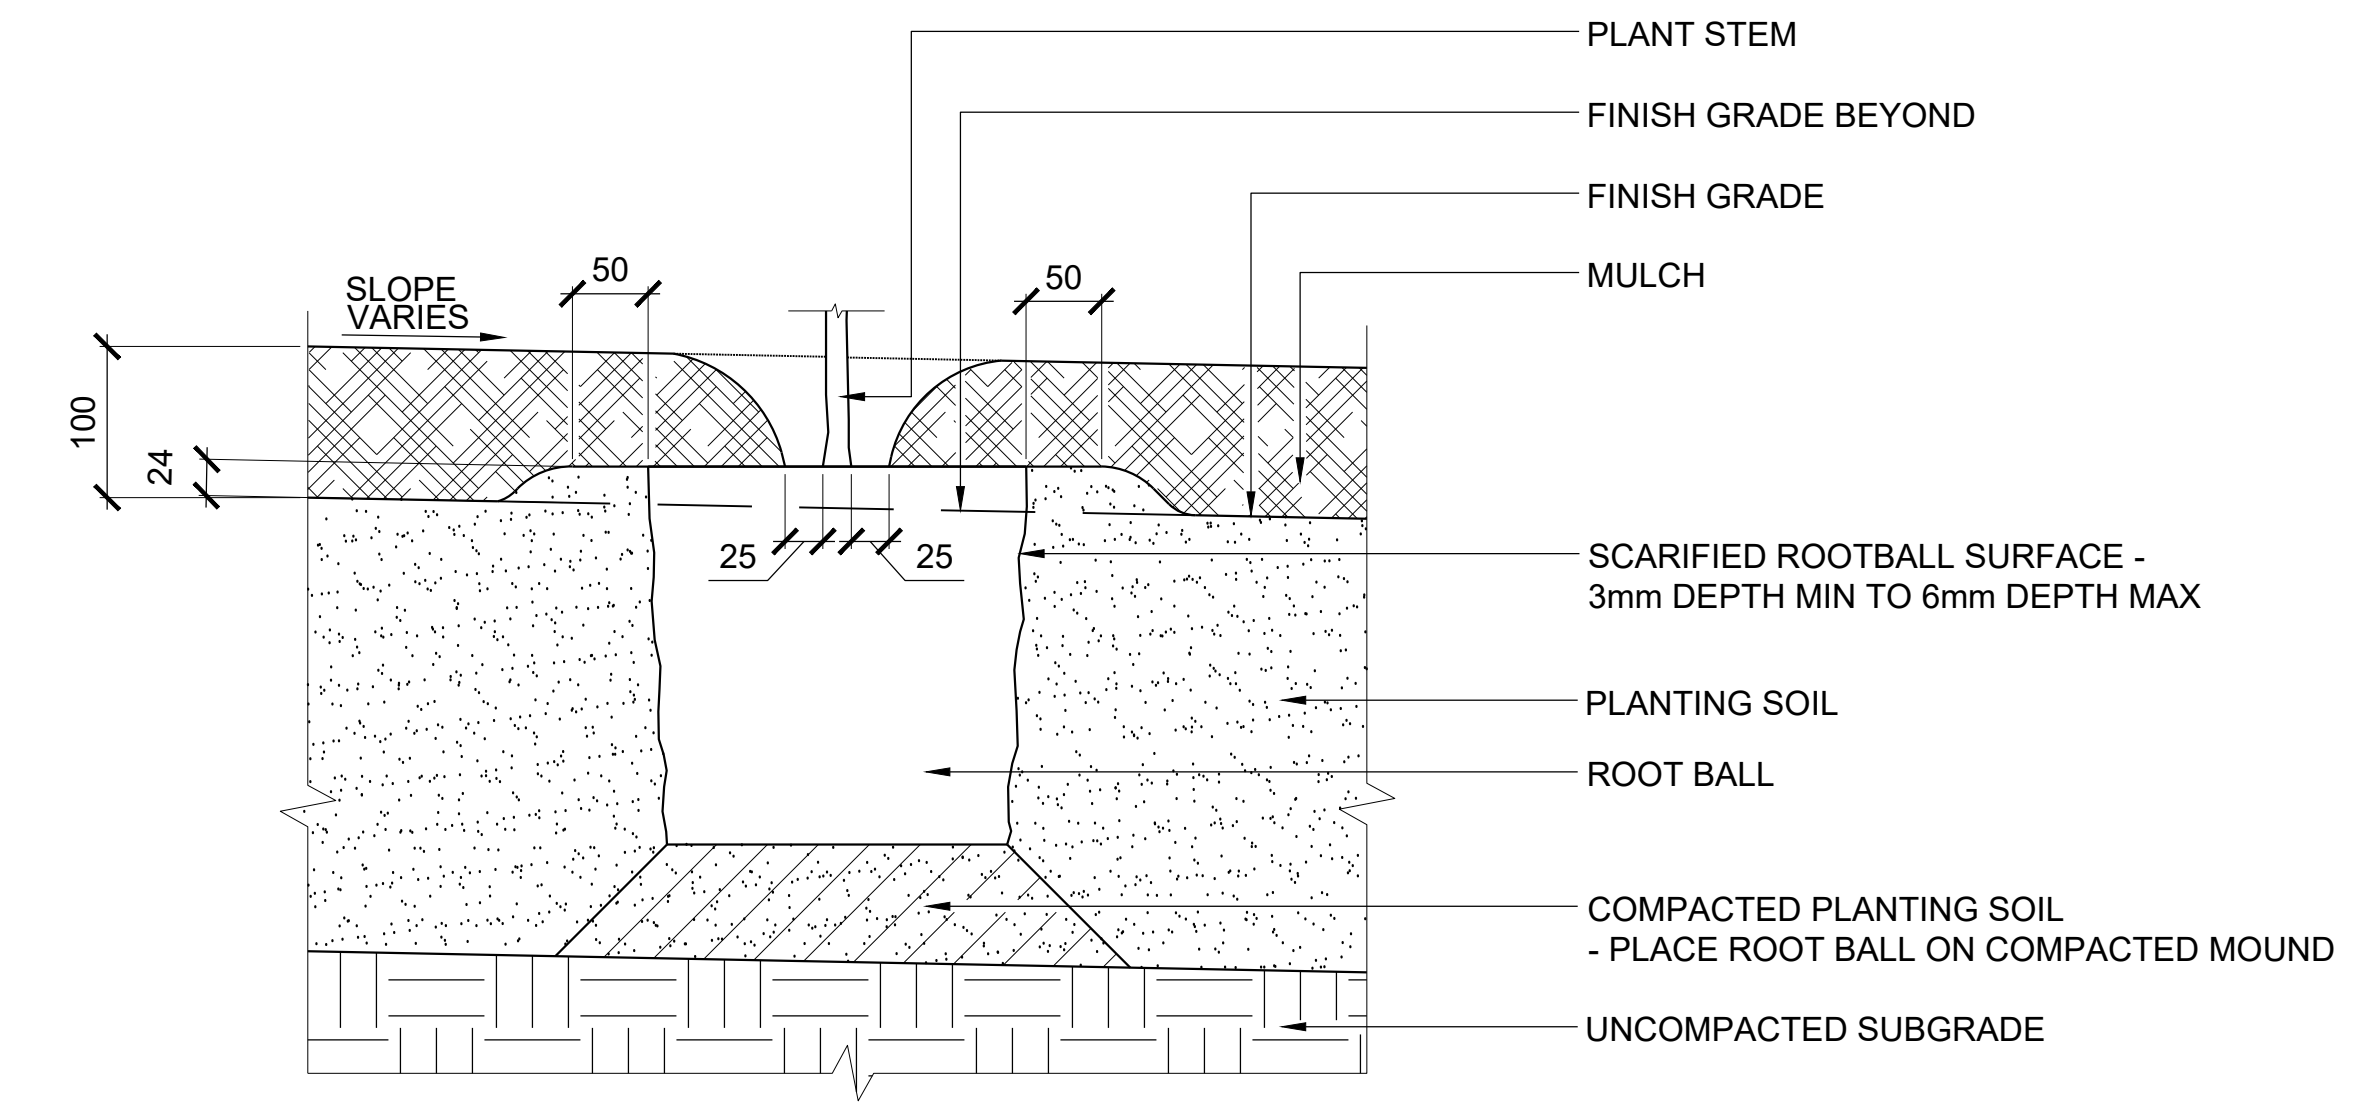 PLANT STEM
FINISH GRADE BEYOND
FINISH GRADE
MULCH
50
50
SLOPE
VARIES
100
24
25
25
SCARIFIED ROOTBALL SURFACE -
3mm DEPTH MIN TO 6mm DEPTH MAX
PLANTING SOIL
ROOT BALL
COMPACTED PLANTING SOIL
- PLACE ROOT BALL ON COMPACTED MOUND
UNCOMPACTED SUBGRADE